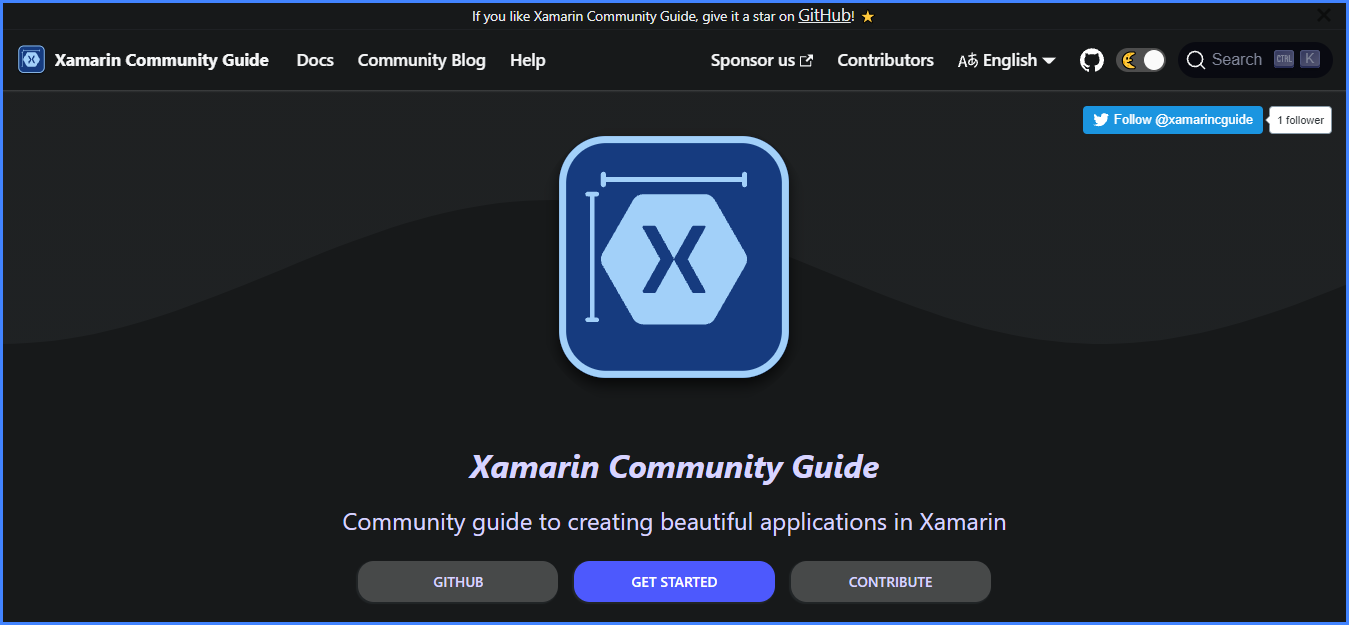 If you like Xamarin Community Guide, give it a star on GitHub! ⭐
Xamarin Community Guide Docs Community Blog Help Sponsor us Contributors Aあ English Search CTRL K
Follow @xamarincguide 1 follower
X
Xamarin Community Guide
Community guide to creating beautiful applications in Xamarin
GITHUB GET STARTED CONTRIBUTE